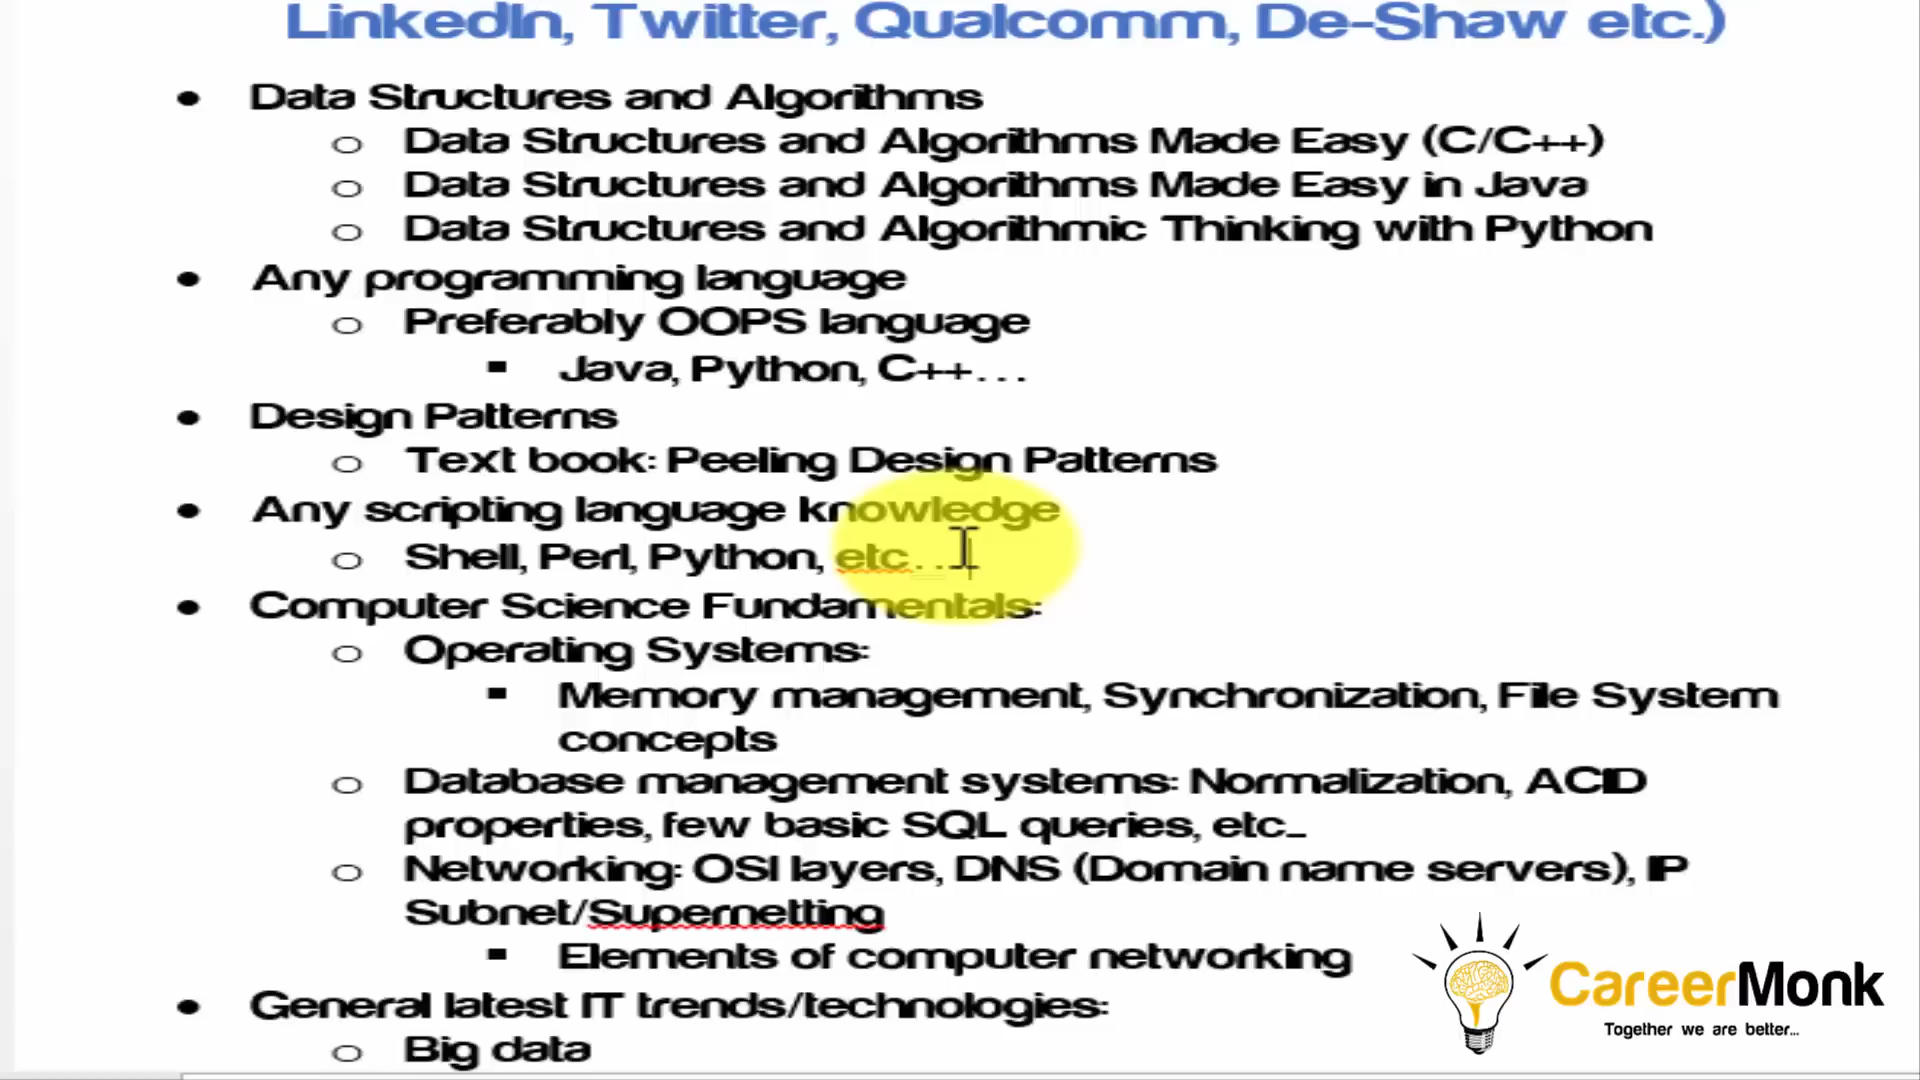 LinkedIn, Twitter, Qualcomm, De-Shaw etc.)
• Data Structures and Algorithms
○ Data Structures and Algorithms Made Easy (C/C++)
○ Data Structures and Algorithms Made Easy in Java
○ Data Structures and Algorithmic Thinking with Python
• Any programming language
○ Preferably OOPS language
▪ Java, Python, C++...
• Design Patterns
○ Text book: Peeling Design Patterns
• Any scripting language knowledge
○ Shell, Perl, Python, etc...
• Computer Science Fundamentals:
○ Operating Systems:
▪ Memory management, Synchronization, File System
concepts
○ Database management systems: Normalization, ACID
properties, few basic SQL queries, etc...
○ Networking: OSI layers, DNS (Domain name servers), IP
Subnet/Supernetting
▪ Elements of computer networking
• General latest IT trends/technologies:
○ Big data
CareerMonk
Together we are better...